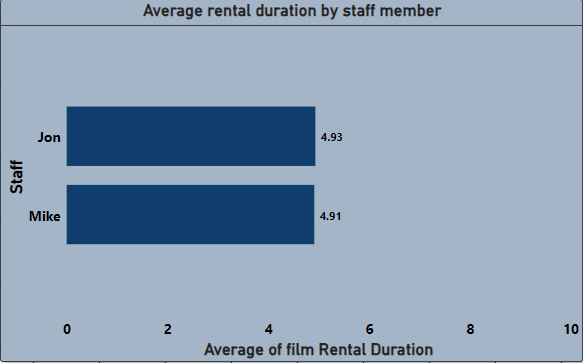 Average rental duration by staff member
Staff
Jon 4.93
Mike 4.91
0 2 4 6 8 10
Average of film Rental Duration